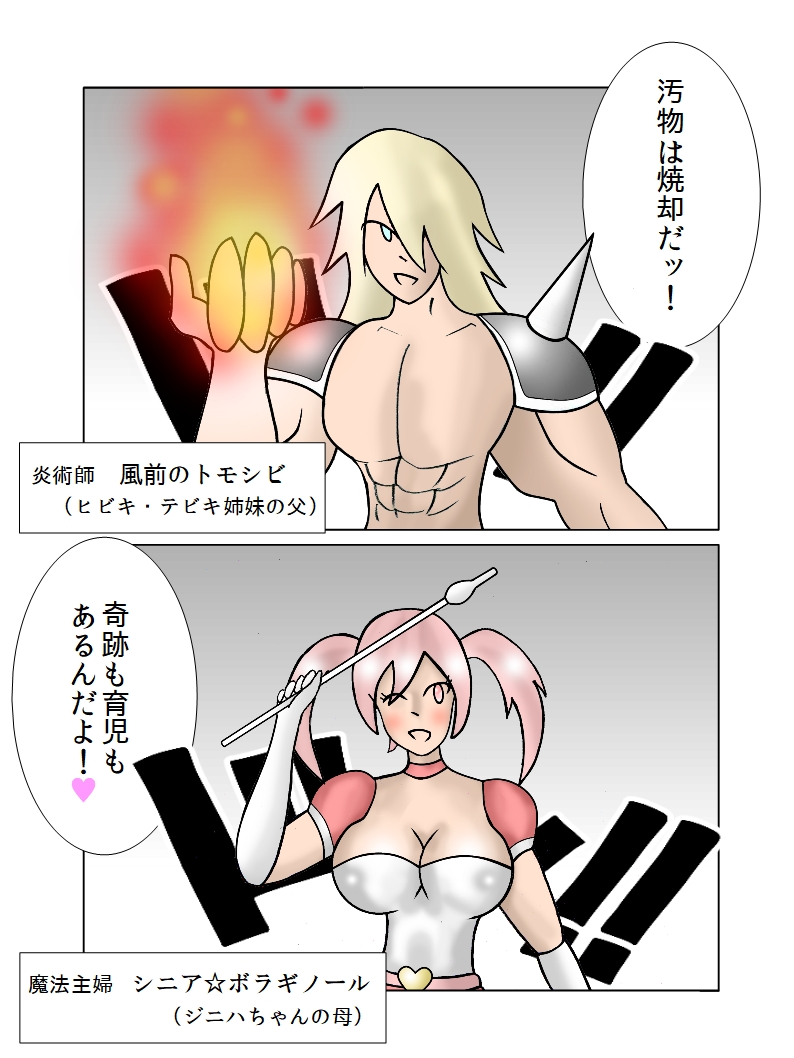 汚物は焼却だッ！
炎術師　風前のトモシビ
（ヒビキ・テビキ姉妹の父）
奇跡も育児も
あるんだよ！♥
魔法主婦　シニア☆ボラギノール
（ジニハちゃんの母）